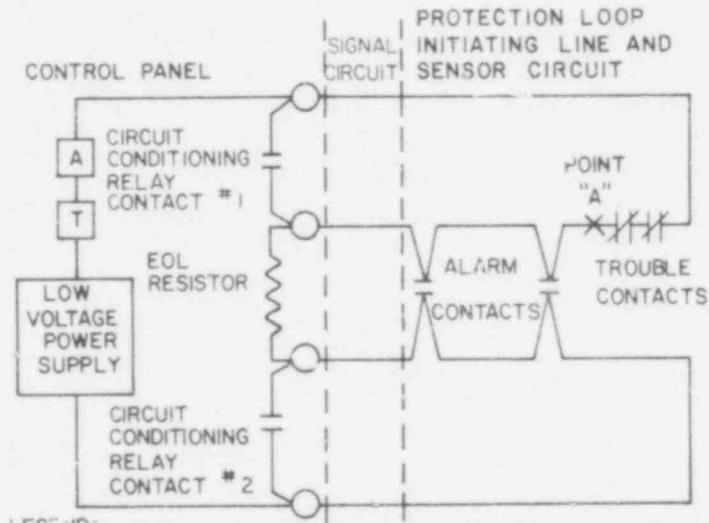 PROTECTION LOOP
INITIATING LINE AND
SENSOR CIRCUIT
SIGNAL
CIRCUIT
CONTROL PANEL
A
T
CIRCUIT
CONDITIONING
RELAY
CONTACT #1
POINT
"A"
EOL
RESISTOR
ALARM
CONTACTS
TROUBLE
CONTACTS
LOW
VOLTAGE
POWER
SUPPLY
CIRCUIT
CONDITIONING
RELAY
CONTACT #2